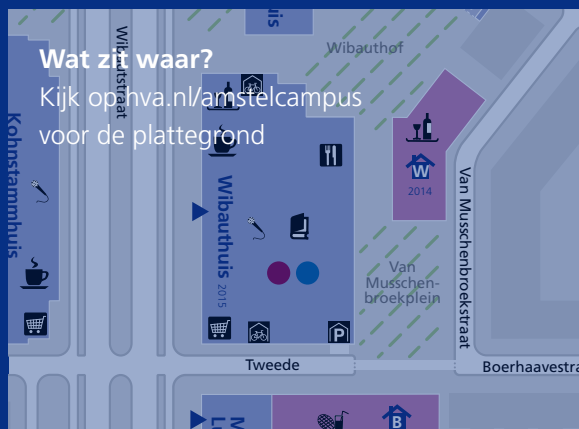 Wat zit waar?
Kijk op hva.nl/amstelcampus
voor de plattegrond
Wibautstraat
Wibauthof
Kohnstammhuis
Wibauthuis 2015
W
2014
Van Musschenbroekstraat
Van
Musschen-
broekplein
P
Tweede
Boerhaavestra
B